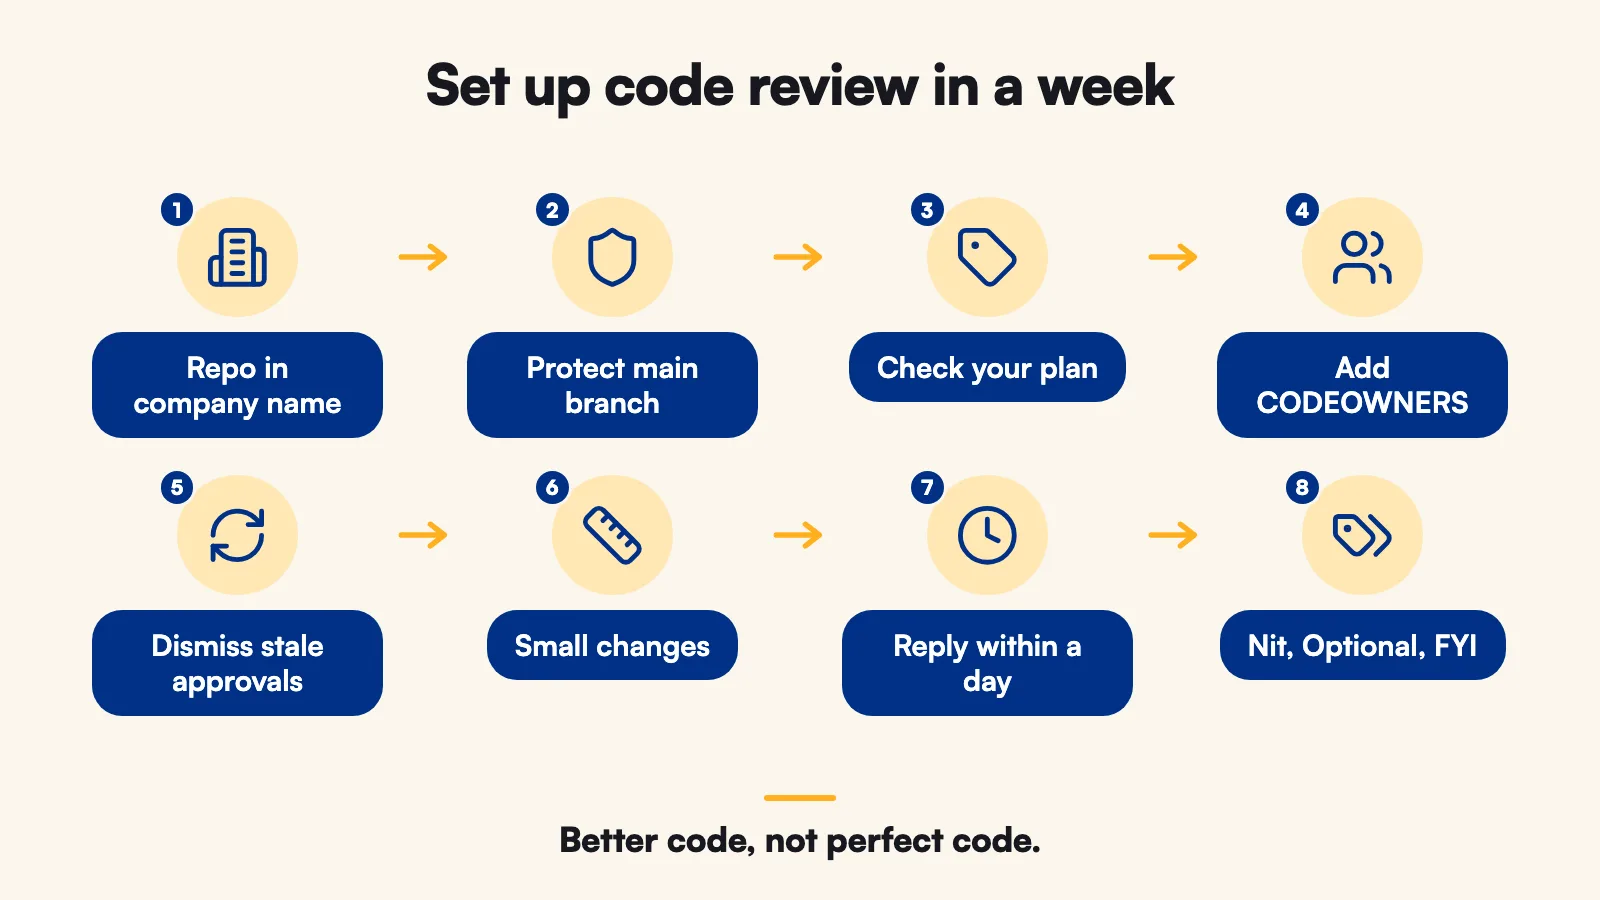 Set up code review in a week
1
2
3
4
Repo in
company name
Protect main
branch
Check your plan
Add
CODEOWNERS
5
6
7
8
Dismiss stale
approvals
Small changes
Reply within a
day
Nit, Optional, FYI
Better code, not perfect code.